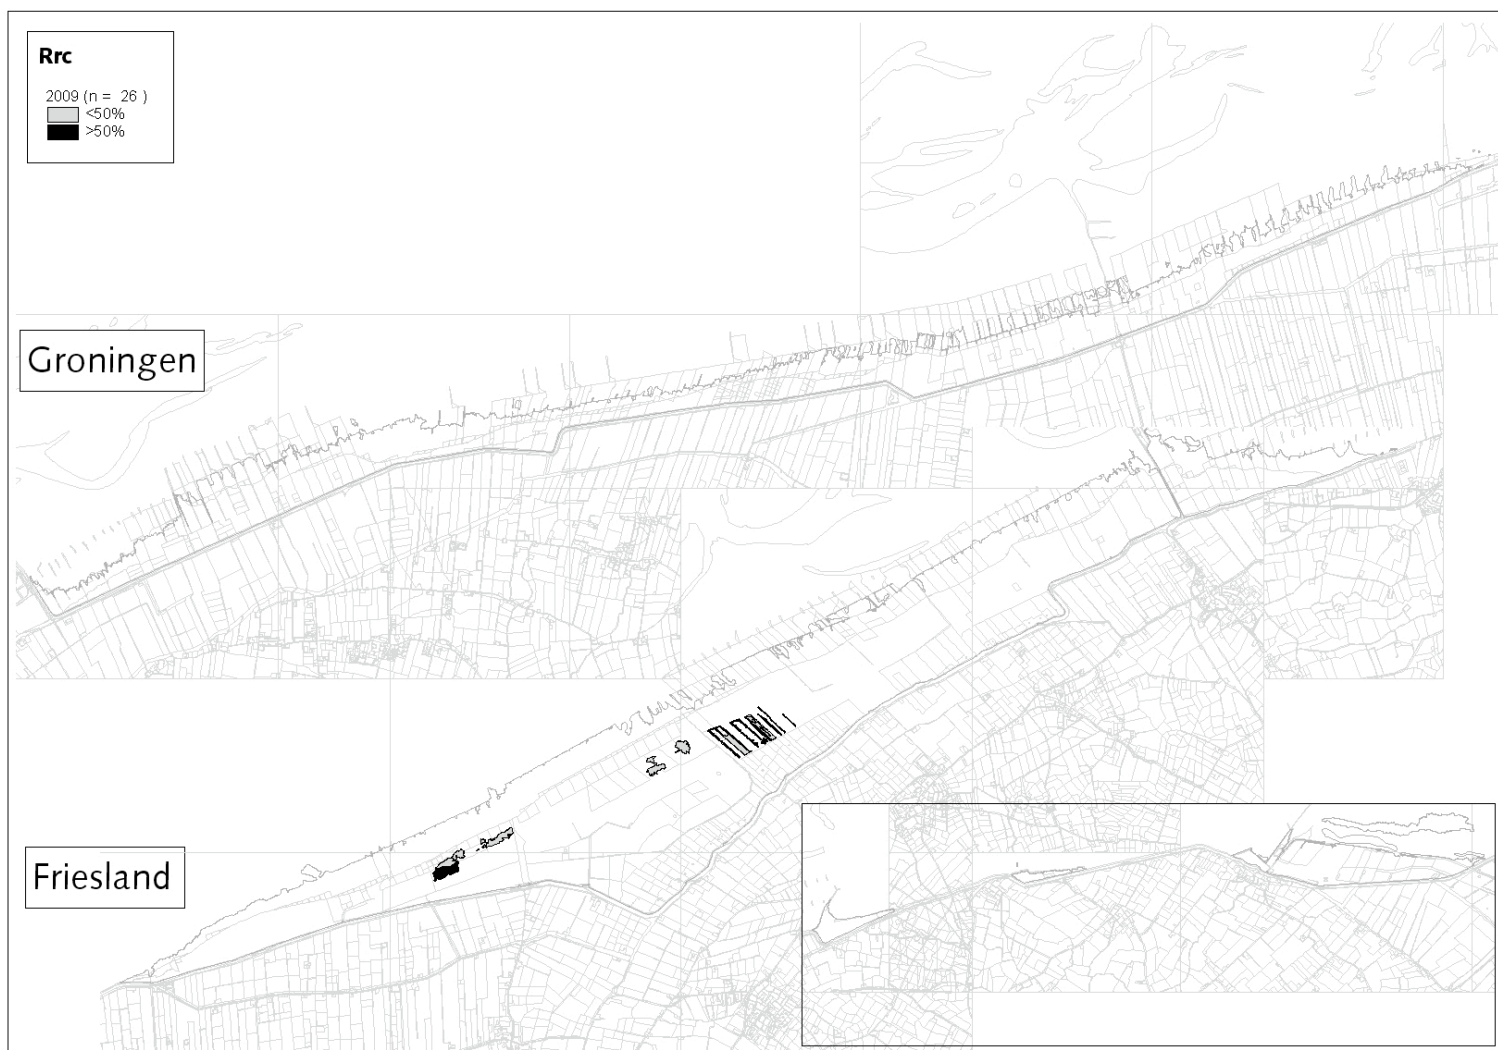 Rrc
2009 (n = 26 )
<50%
>50%
Groningen
Friesland